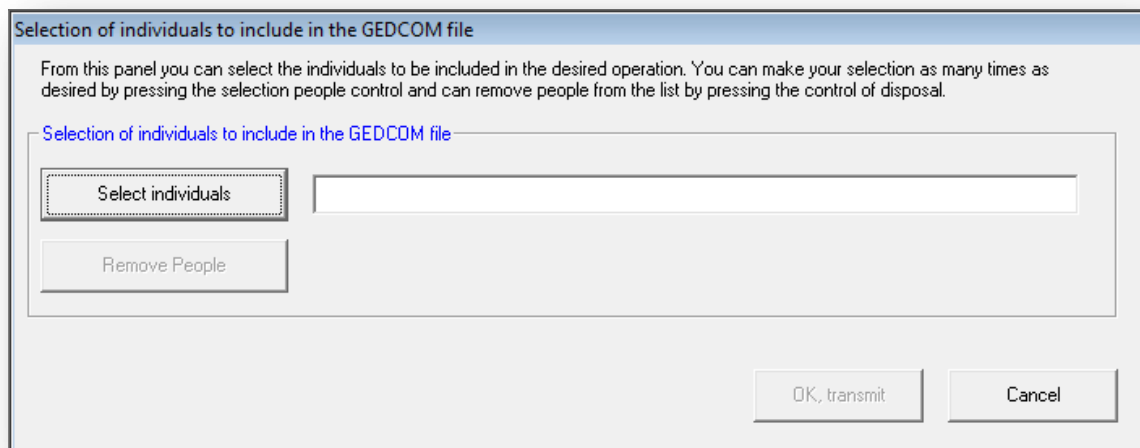 Selection of individuals to include in the GEDCOM file
From this panel you can select the individuals to be included in the desired operation. You can make your selection as many times as
desired by pressing the selection people control and can remove people from the list by pressing the control of disposal.
Selection of individuals to include in the GEDCOM file
Select individuals
Remove People
OK, transmit
Cancel